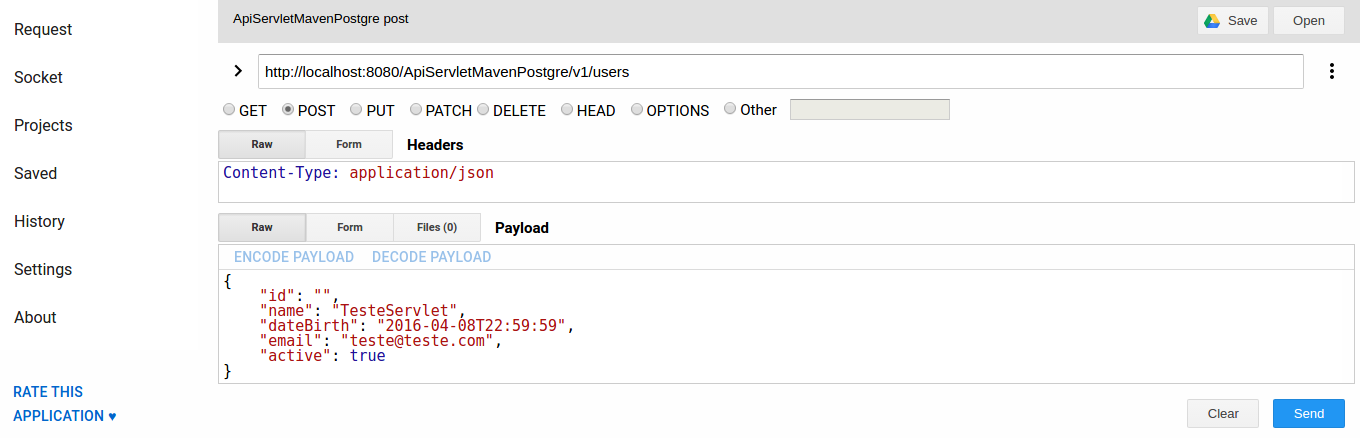 Request
Socket
Projects
Saved
History
Settings
About
RATE THIS
APPLICATION ♥
ApiServletMavenPostgre post
Save
Open
http://localhost:8080/ApiServletMavenPostgre/v1/users
GET POST PUT PATCH DELETE HEAD OPTIONS Other
Raw Form Headers
Content-Type: application/json
Raw Form Files (0) Payload
ENCODE PAYLOAD DECODE PAYLOAD
{
    "id": "",
    "name": "TesteServlet",
    "dateBirth": "2016-04-08T22:59:59",
    "email": "teste@teste.com",
    "active": true
}
Clear Send